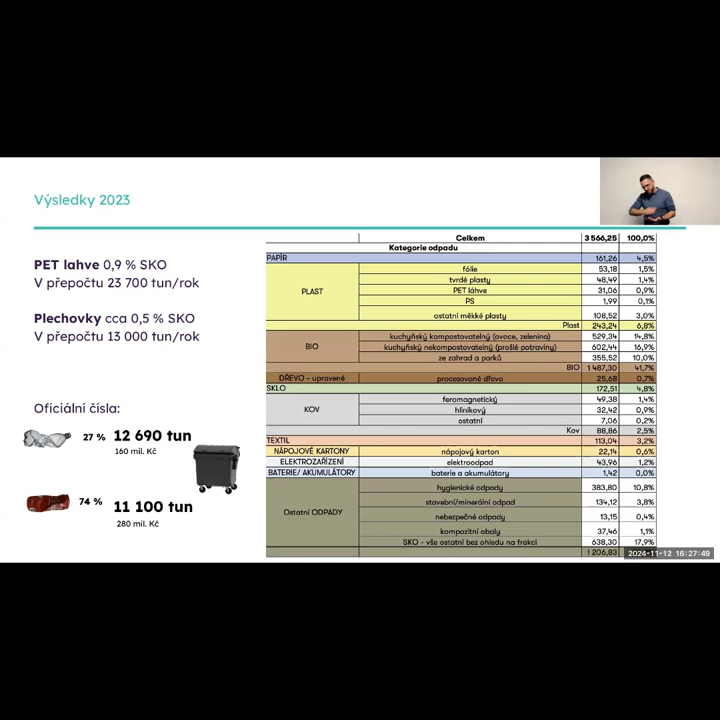 Výsledky 2023
PET lahve 0,9 % SKO
V přepočtu 23 700 tun/rok
Plechovky cca 0,5 % SKO
V přepočtu 13 000 tun/rok
Oficiální čísla:
27 % 12 690 tun
160 mil. Kč
74 % 11 100 tun
280 mil. Kč
Celkem 3 566,25 100,0%
Kategorie odpadu
PAPÍR 161,26 4,5%
PLAST
fólie 53,18 1,5%
tvrdé plasty 48,49 1,4%
PET láhve 31,06 0,9%
PS 1,99 0,1%
ostatní měkké plasty 108,52 3,0%
Plast 243,24 6,8%
BIO
kuchyňský kompostovatelný (ovoce, zelenina) 529,34 14,8%
kuchyňský nekompostovatelný (prošlé potraviny) 602,44 16,9%
ze zahrad a parků 355,52 10,0%
BIO 1 487,30 41,7%
DŘEVO - upravené procesované dřevo 25,68 0,7%
SKLO 172,51 4,8%
KOV
feromagnetický 49,38 1,4%
hliníkový 32,42 0,9%
ostatní 7,06 0,2%
Kov 88,86 2,5%
TEXTIL 113,04 3,2%
NÁPOJOVÉ KARTONY nápojový karton 22,14 0,6%
ELEKTROZAŘÍZENÍ elektroodpad 43,96 1,2%
BATERIE/ AKUMULÁTORY baterie a akumulátory 1,42 0,0%
Ostatní ODPADY
hygienické odpady 383,80 10,8%
stavební/minerální odpad 134,12 3,8%
nebezpečné odpady 13,15 0,4%
kompozitní obaly 37,46 1,1%
SKO - vše ostatní bez ohledu na frakci 638,30 17,9%
1 206,83
2024-11-12 16:27:49